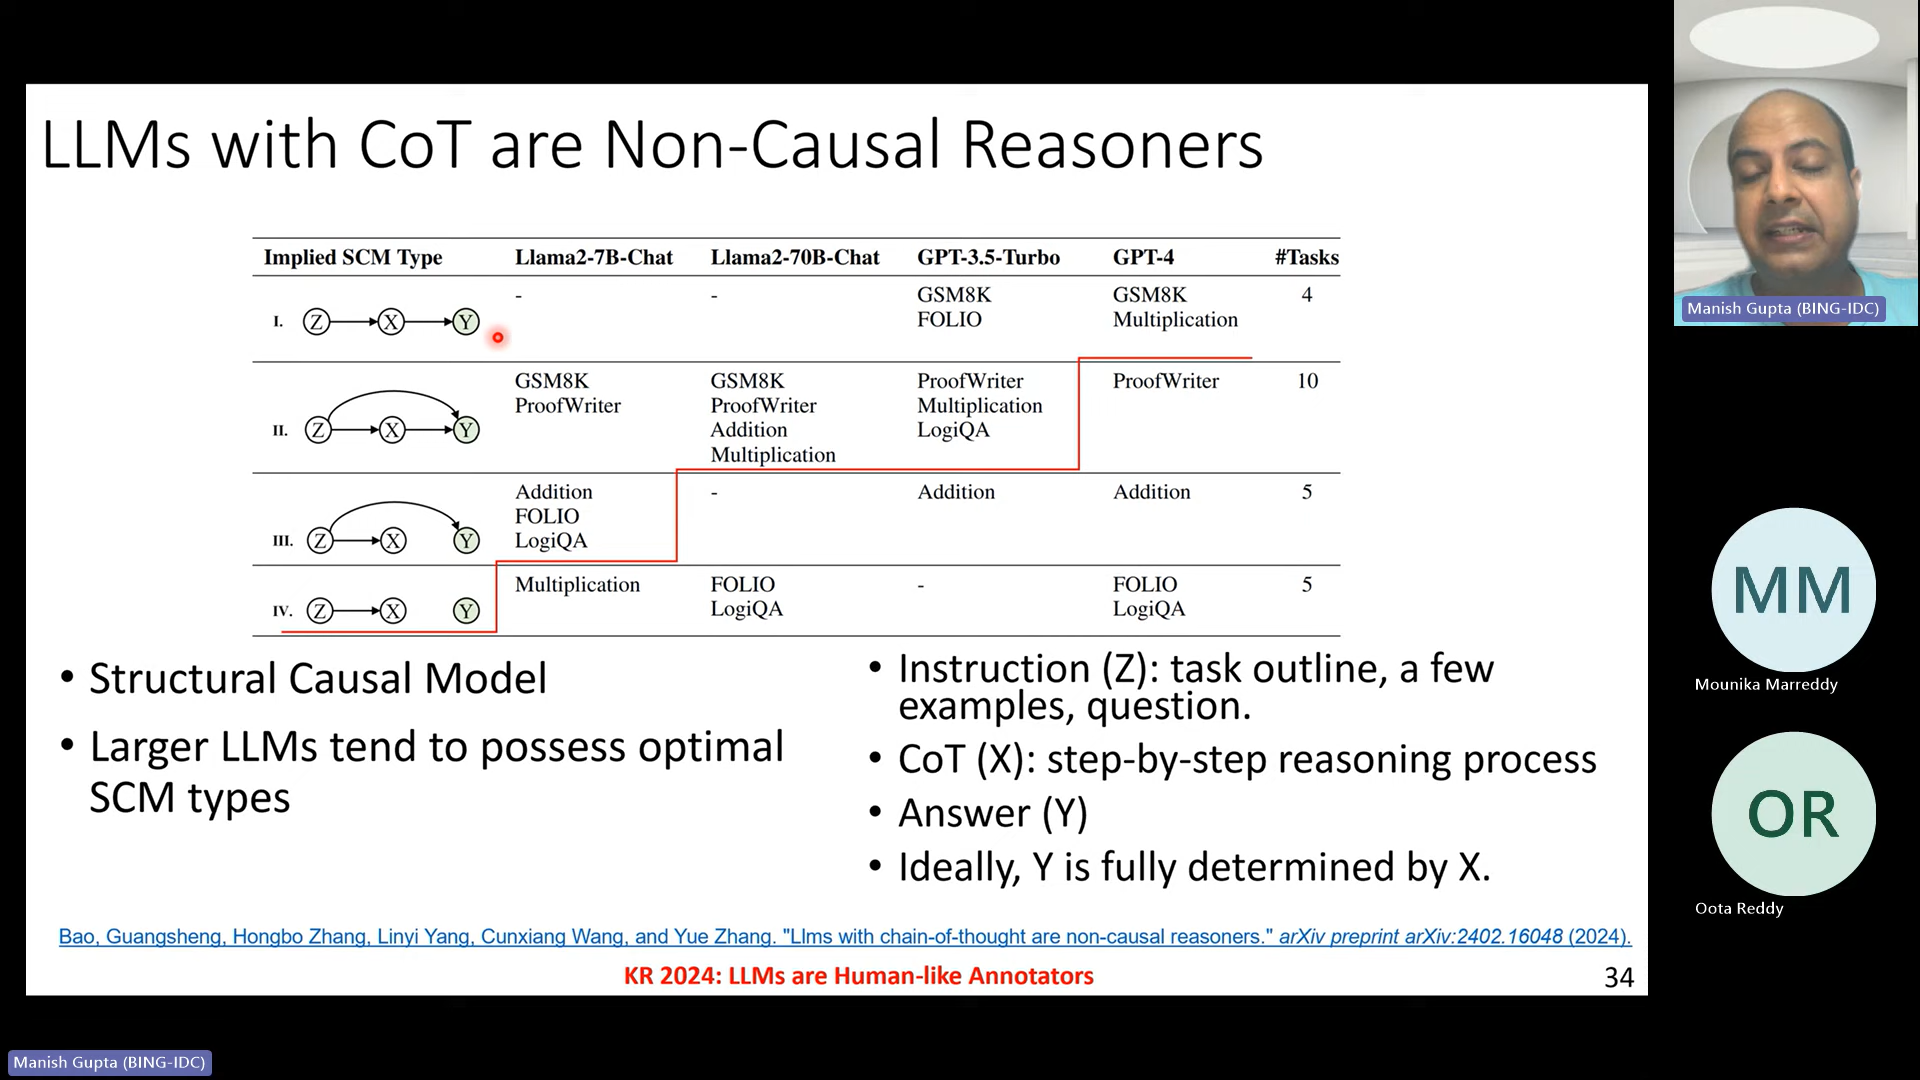 LLMs with CoT are Non-Causal Reasoners
Implied SCM Type Llama2-7B-Chat Llama2-70B-Chat GPT-3.5-Turbo GPT-4 #Tasks
I. Z X Y - - GSM8K GSM8K 4
FOLIO Multiplication
II. Z X Y GSM8K GSM8K ProofWriter ProofWriter 10
ProofWriter ProofWriter Multiplication
Addition LogiQA
Multiplication
III. Z X Y Addition - Addition Addition 5
FOLIO
LogiQA
IV. Z X Y Multiplication FOLIO - FOLIO 5
LogiQA LogiQA
• Structural Causal Model
• Larger LLMs tend to possess optimal
SCM types
• Instruction (Z): task outline, a few
examples, question.
• CoT (X): step-by-step reasoning process
• Answer (Y)
• Ideally, Y is fully determined by X.
Bao, Guangsheng, Hongbo Zhang, Linyi Yang, Cunxiang Wang, and Yue Zhang. "Llms with chain-of-thought are non-causal reasoners." arXiv preprint arXiv:2402.16048 (2024).
KR 2024: LLMs are Human-like Annotators
34
Manish Gupta (BING-IDC)
MM
Mounika Marreddy
OR
Oota Reddy
Manish Gupta (BING-IDC)